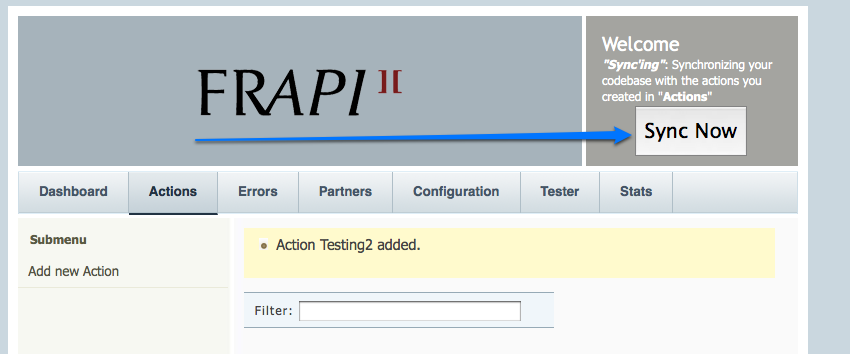 FRAPI ][
Welcome
"Sync'ing": Synchronizing your
codebase with the actions you
created in "Actions"
Sync Now
Dashboard Actions Errors Partners Configuration Tester Stats
Submenu
Add new Action
• Action Testing2 added.
Filter: